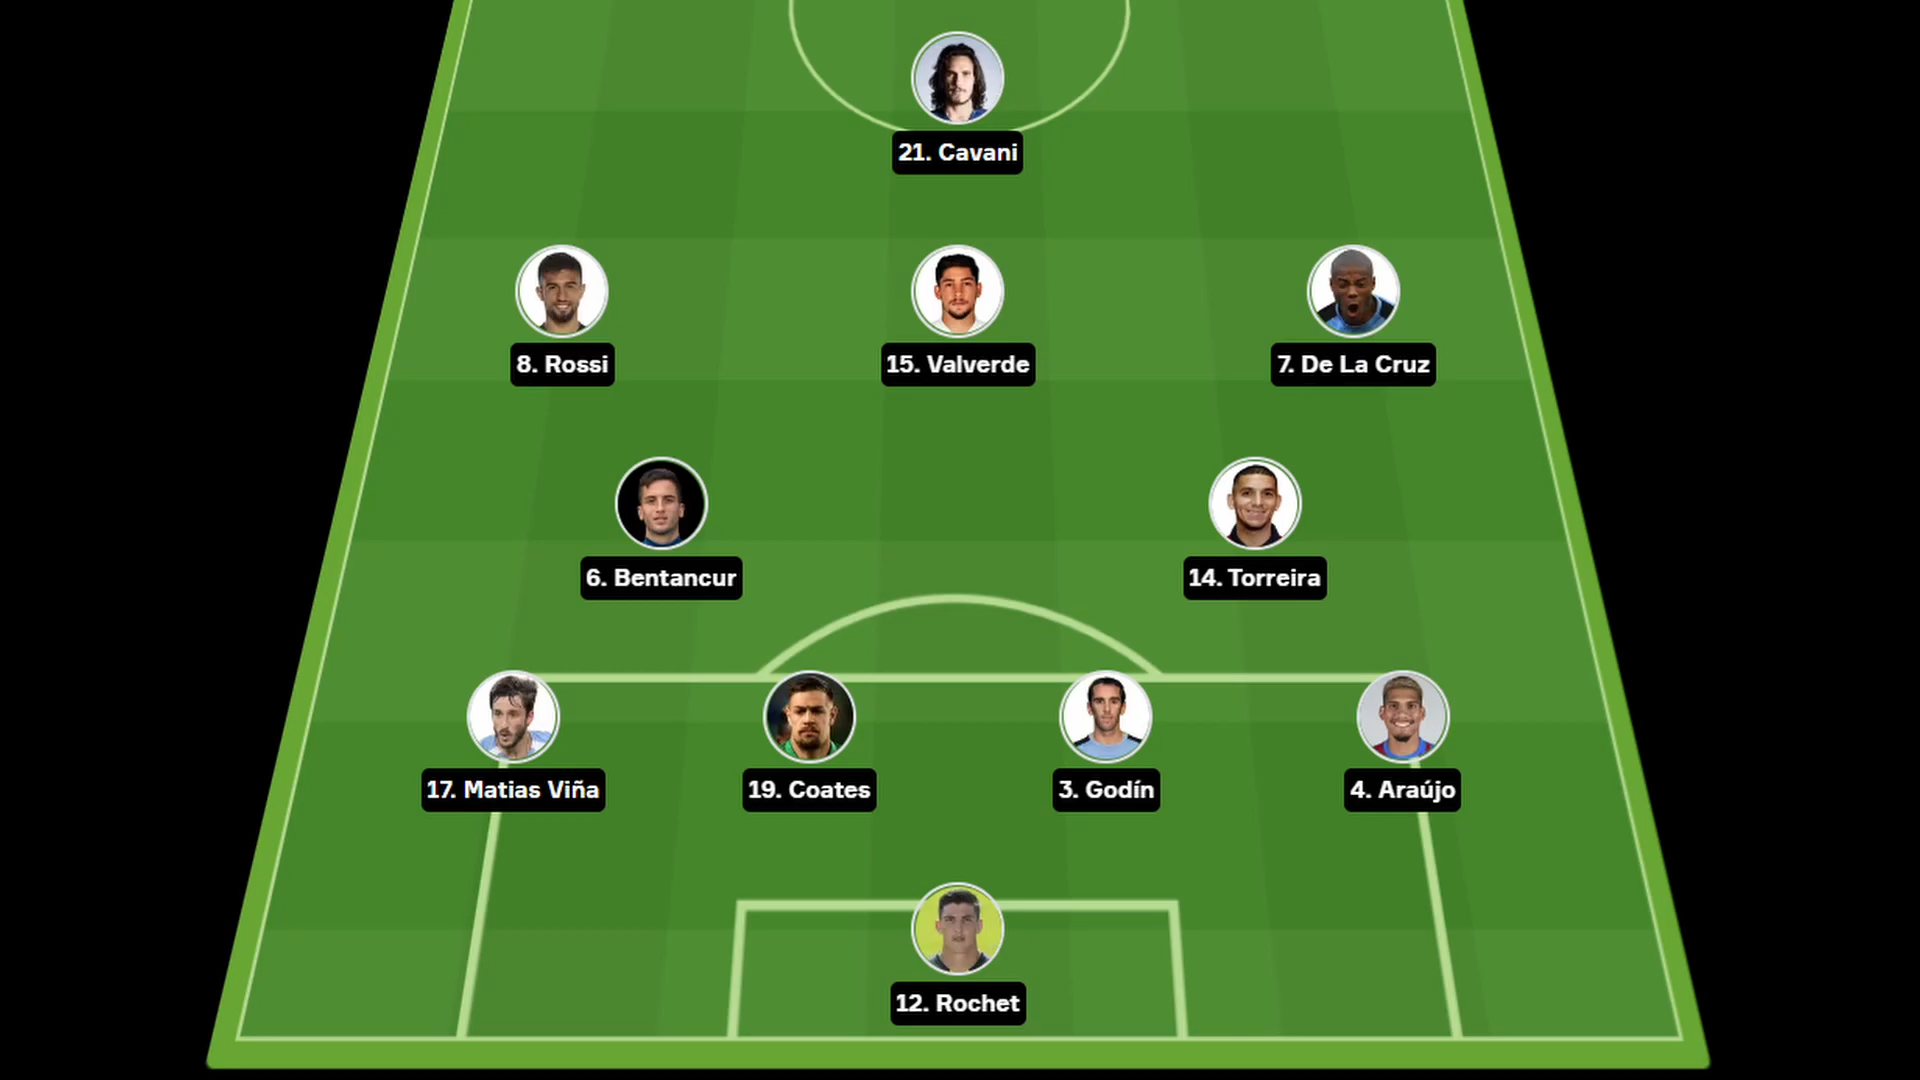 21. Cavani
8. Rossi
15. Valverde
7. De La Cruz
6. Bentancur
14. Torreira
17. Matias Viña
19. Coates
3. Godín
4. Araújo
12. Rochet